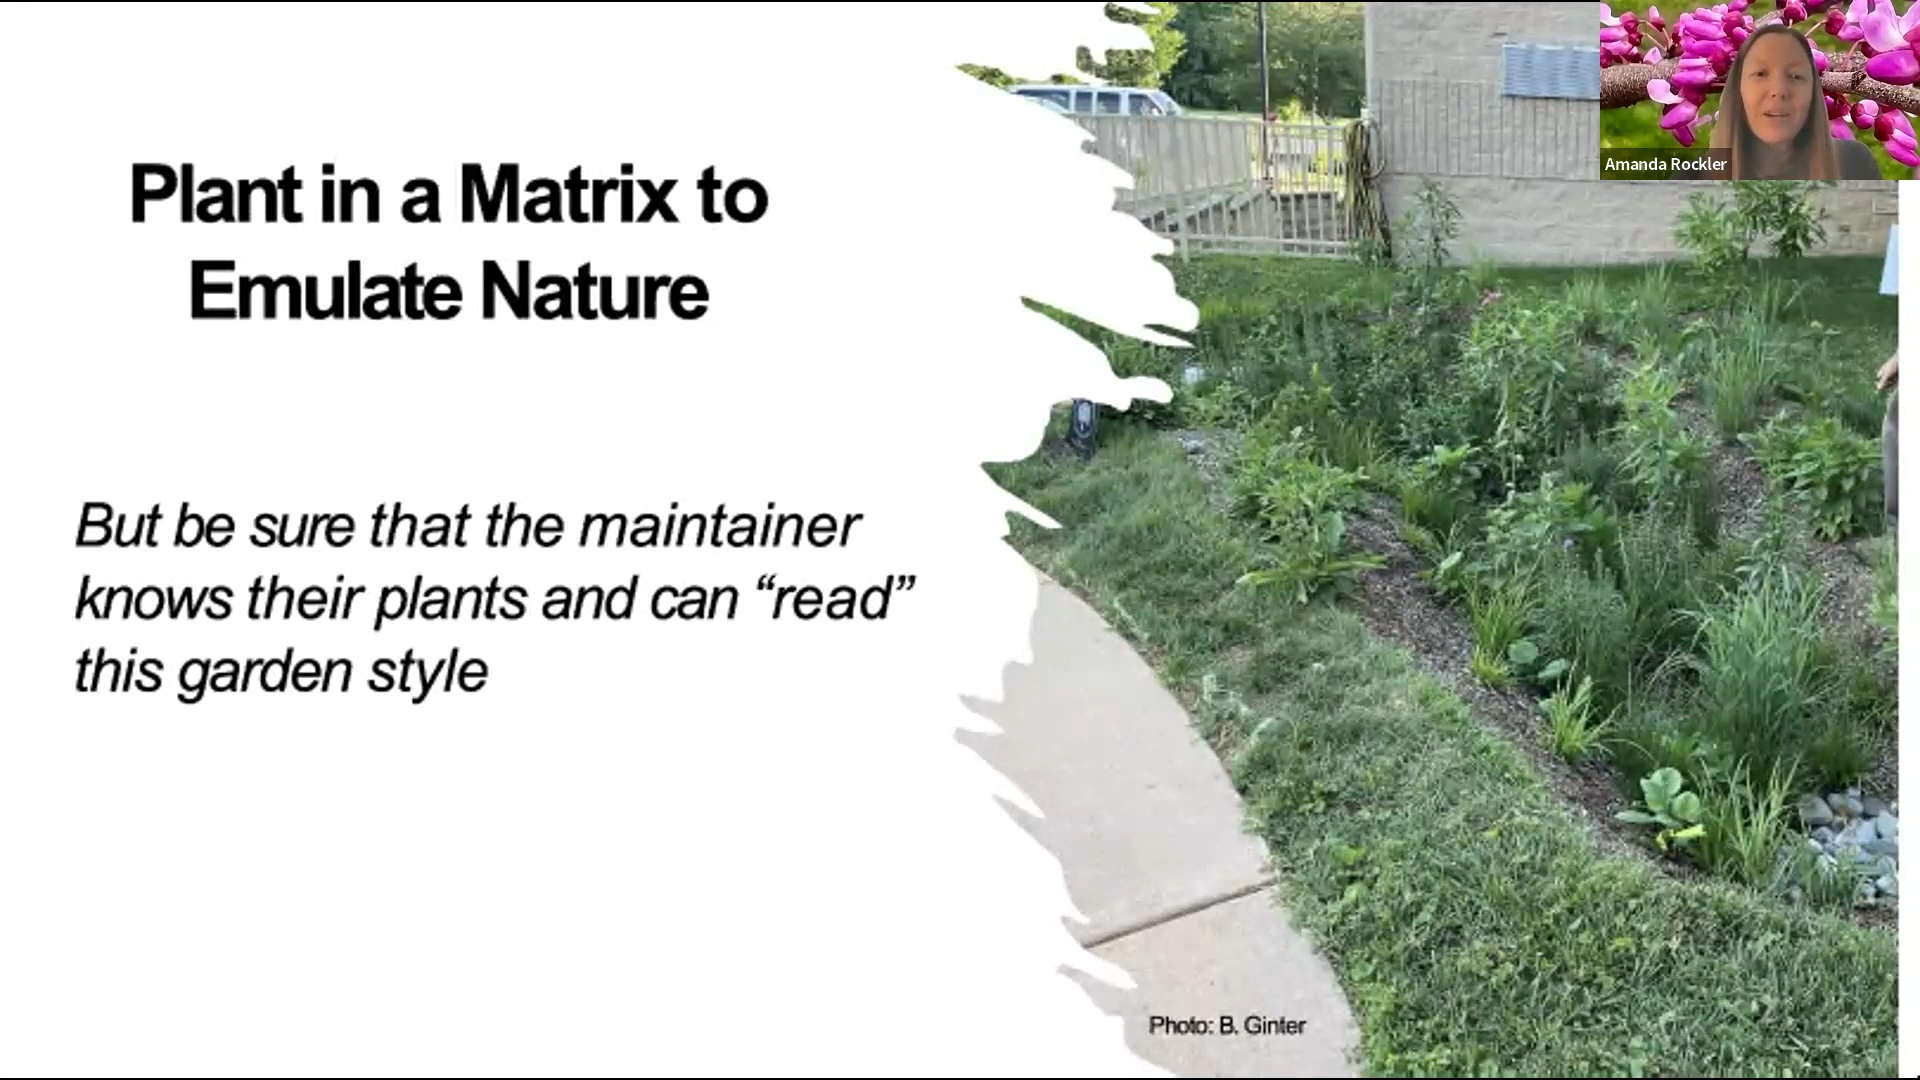 Amanda Rockler
Plant in a Matrix to
Emulate Nature
But be sure that the maintainer
knows their plants and can “read”
this garden style
Photo: B. Ginter